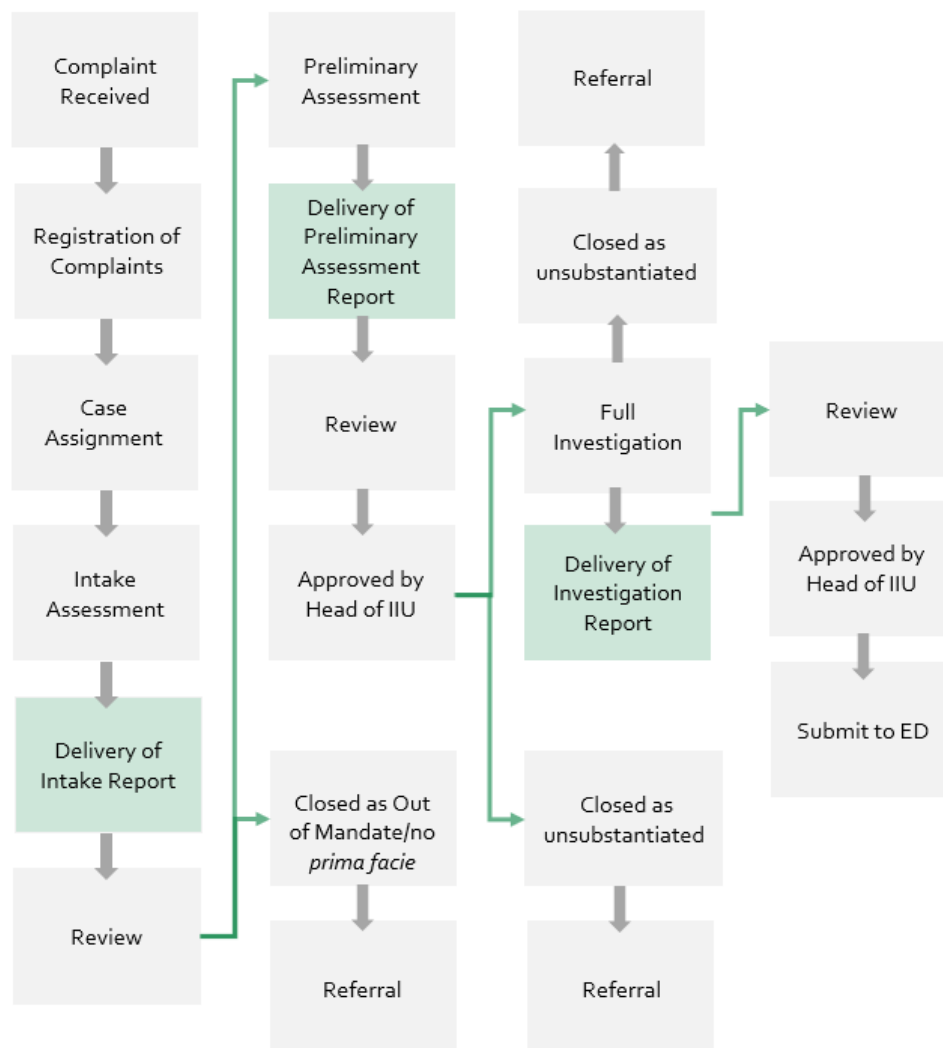 Complaint
Received
Registration of
Complaints
Case
Assignment
Intake
Assessment
Delivery of
Intake Report
Review
Preliminary
Assessment
Delivery of
Preliminary
Assessment
Report
Review
Approved by
Head of IIU
Closed as Out
of Mandate/no
prima facie
Referral
Referral
Closed as
unsubstantiated
Full
Investigation
Delivery of
Investigation
Report
Closed as
unsubstantiated
Referral
Review
Approved by
Head of IIU
Submit to ED